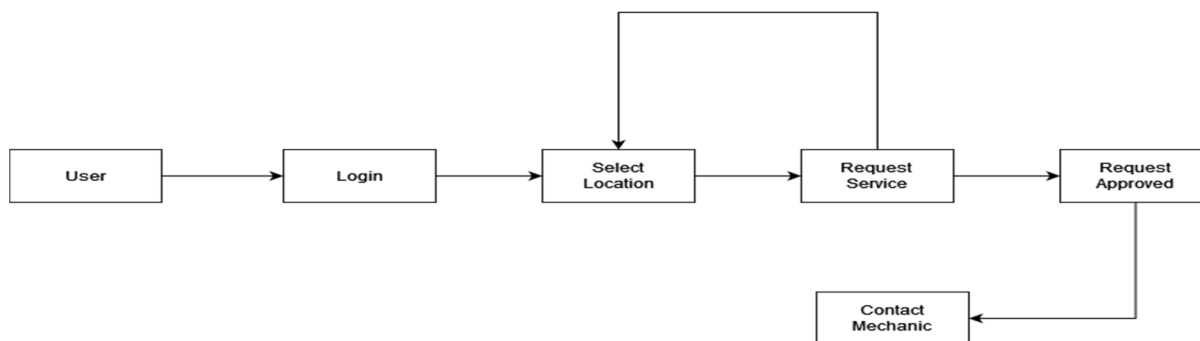 User
Login
Select
Location
Request
Service
Request
Approved
Contact
Mechanic